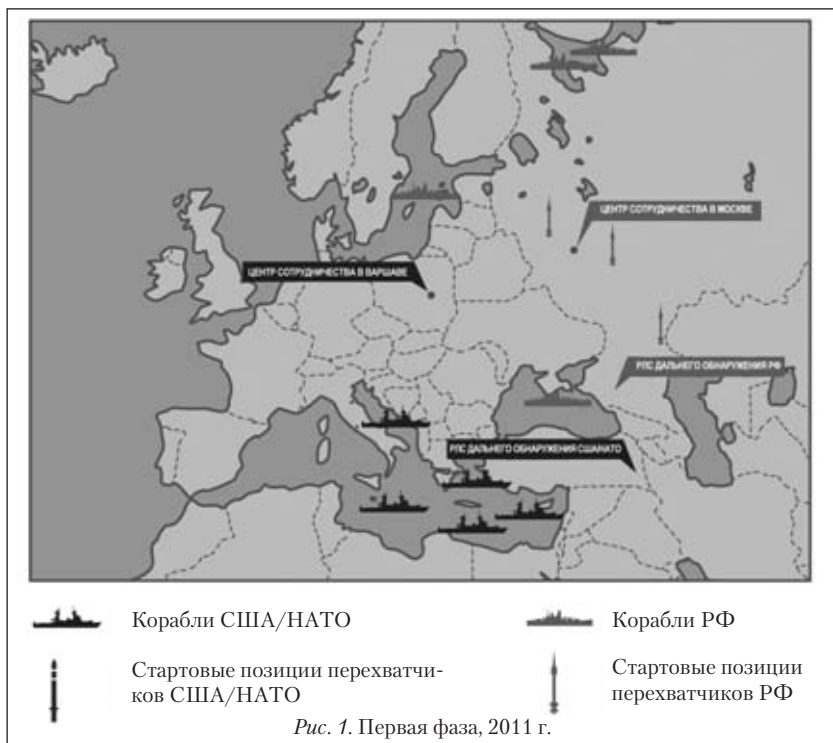 ЦЕНТР СОТРУДНИЧЕСТВА В МОСКВЕ
ЦЕНТР СОТРУДНИЧЕСТВА В ВАРШАВЕ
РЛС ДАЛЬНЕГО ОБНАРУЖЕНИЯ РФ
РЛС ДАЛЬНЕГО ОБНАРУЖЕНИЯ США/НАТО
Корабли США/НАТО
Корабли РФ
Стартовые позиции перехватчи-
ков США/НАТО
Стартовые позиции
перехватчиков РФ
Рис. 1. Первая фаза, 2011 г.